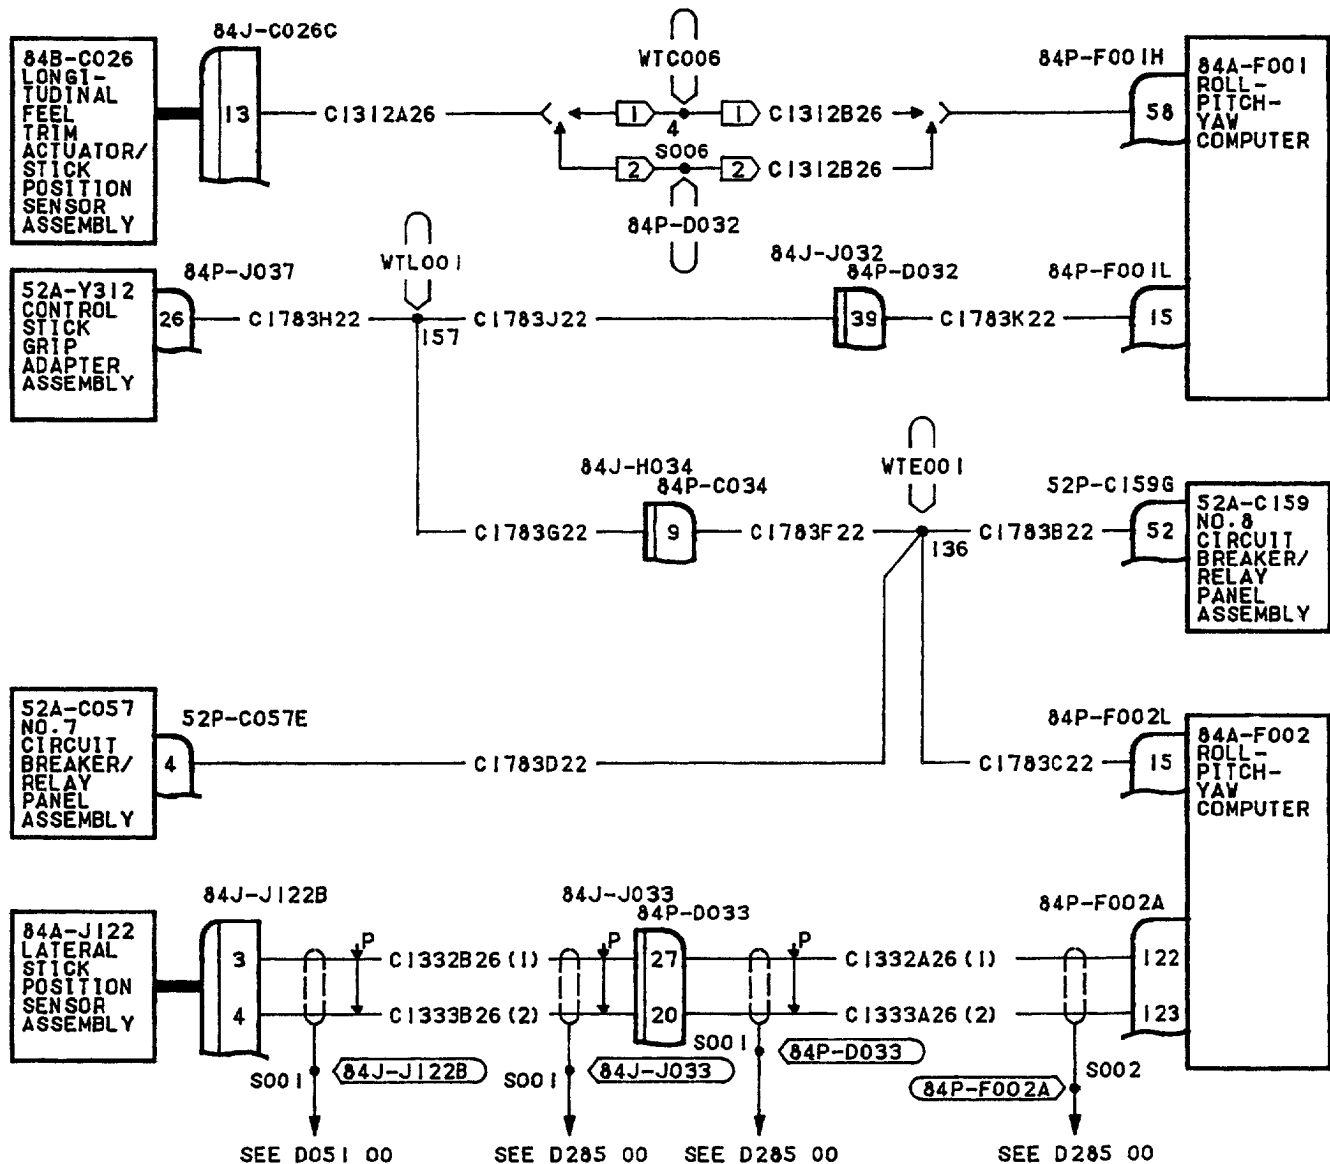 84J-C026C
84B-C026
LONGI-
TUDINAL
FEEL
TRIM
ACTUATOR/
STICK
POSITION
SENSOR
ASSEMBLY
13
C1312A26
WTC006
1
4
1
C1312B26
S006
2
2
C1312B26
84P-D032
84P-F001H
58
84A-F001
ROLL-
PITCH-
YAW
COMPUTER
84P-J037
52A-Y312
CONTROL
STICK
GRIP
ADAPTER
ASSEMBLY
26
C1783H22
WTL001
157
C1783J22
84J-J032
84P-D032
39
C1783K22
84P-F001L
15
84J-H034
84P-C034
C1783G22
9
C1783F22
WTE001
136
C1783B22
52P-C159G
52
52A-C159
NO.8
CIRCUIT
BREAKER/
RELAY
PANEL
ASSEMBLY
52A-C057
NO.7
CIRCUIT
BREAKER/
RELAY
PANEL
ASSEMBLY
52P-C057E
4
C1783D22
C1783C22
84P-F002L
15
84A-F002
ROLL-
PITCH-
YAW
COMPUTER
84J-J122B
84A-J122
LATERAL
STICK
POSITION
SENSOR
ASSEMBLY
3
4
P
C1332B26(1)
C1333B26(2)
84J-J033
84P-D033
P
27
20
P
C1332A26(1)
C1333A26(2)
84P-F002A
122
123
S001
84J-J122B
S001
84J-J033
S001
84P-D033
84P-F002A
S002
SEE D051 00
SEE D285 00
SEE D285 00
SEE D285 00